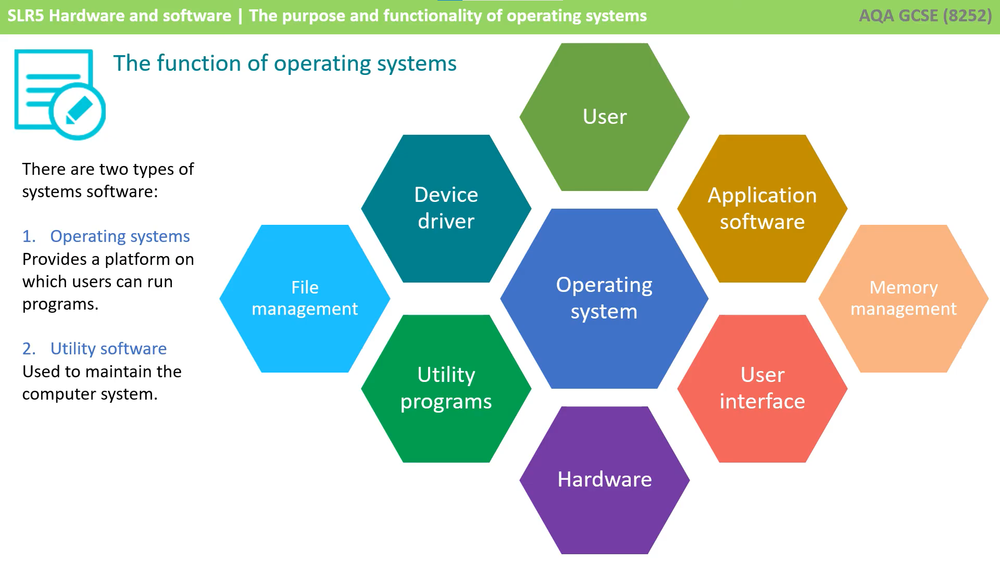 SLR5 Hardware and software | The purpose and functionality of operating systems
AQA GCSE (8252)
The function of operating systems
There are two types of
systems software:
1. Operating systems
Provides a platform on
which users can run
programs.
2. Utility software
Used to maintain the
computer system.
User
Device
driver
Application
software
File
management
Operating
system
Memory
management
Utility
programs
User
interface
Hardware